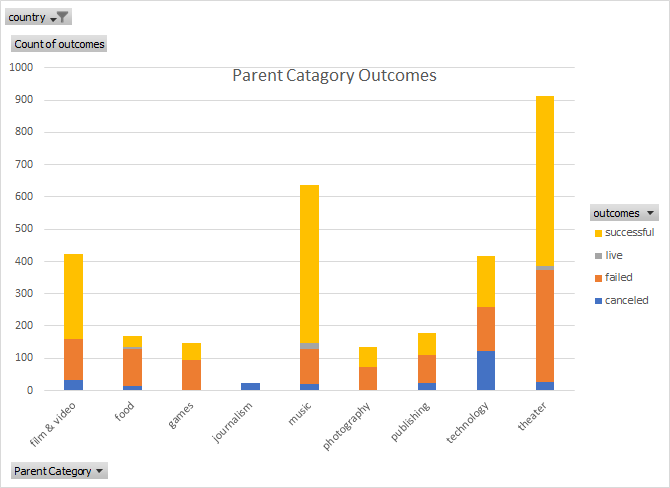 country
Count of outcomes
Parent Catagory Outcomes
1000
900
800
700
600
500
400
300
200
100
0
film & video
food
games
journalism
music
photography
publishing
technology
theater
outcomes
successful
live
failed
canceled
Parent Category